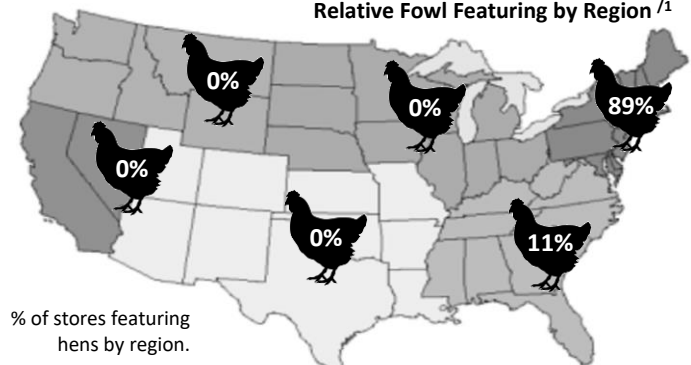 Relative Fowl Featuring by Region /1
0%
0%
89%
0%
0%
11%
% of stores featuring
hens by region.